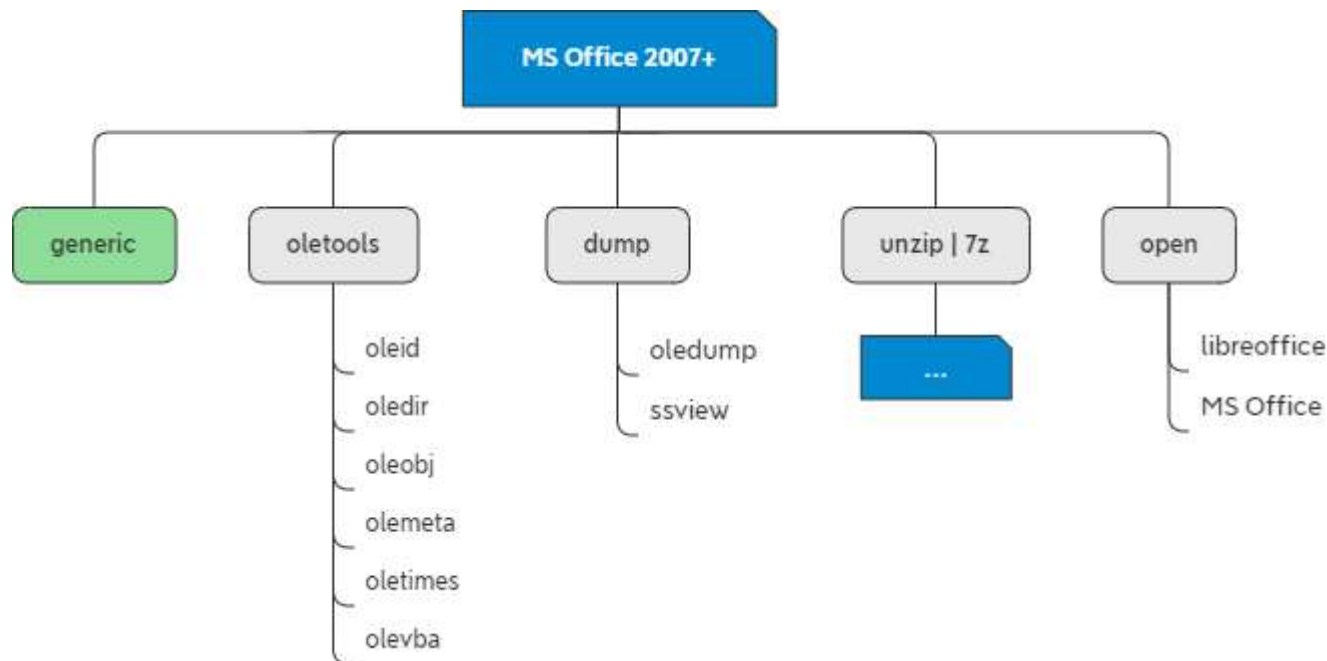 MS Office 2007+
generic
oletools
dump
unzip | 7z
open
oleid
oledir
oleobj
olemeta
oletimes
olevba
oledump
ssview
...
libreoffice
MS Office